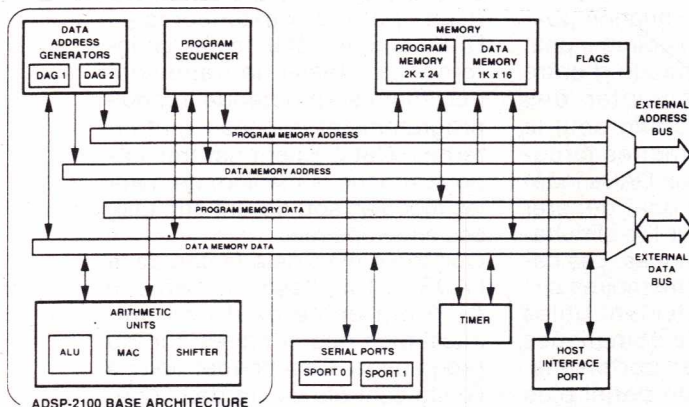 DATA
ADDRESS
GENERATORS
DAG 1
DAG 2
PROGRAM
SEQUENCER
MEMORY
PROGRAM
MEMORY
2K x 24
DATA
MEMORY
1K x 16
FLAGS
EXTERNAL
ADDRESS
BUS
PROGRAM MEMORY ADDRESS
DATA MEMORY ADDRESS
PROGRAM MEMORY DATA
DATA MEMORY DATA
EXTERNAL
DATA
BUS
ARITHMETIC
UNITS
ALU
MAC
SHIFTER
SERIAL PORTS
SPORT 0
SPORT 1
TIMER
HOST
INTERFACE
PORT
ADSP-2100 BASE ARCHITECTURE